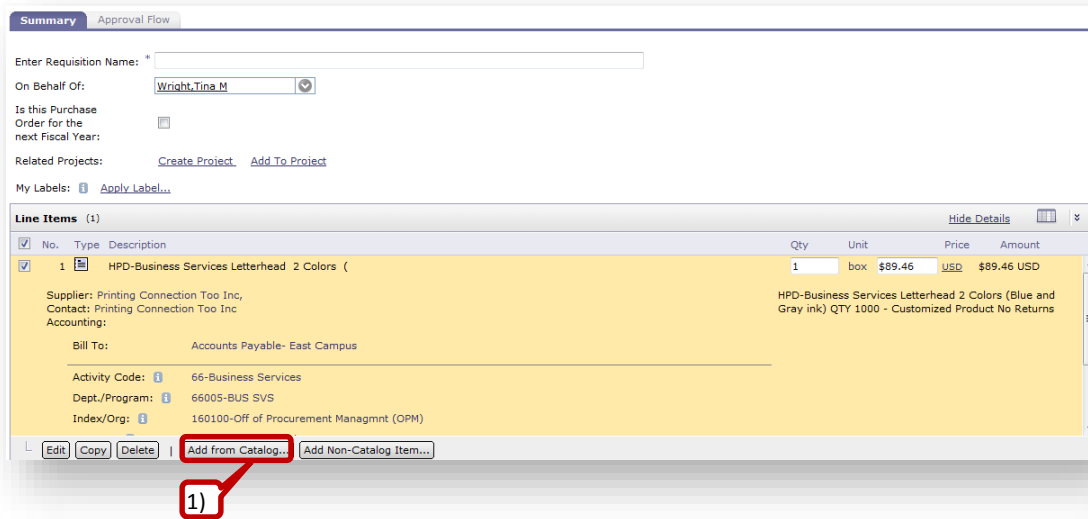 Summary Approval Flow
Enter Requisition Name: *
On Behalf Of: Wright,Tina M
Is this Purchase
Order for the
next Fiscal Year:
Related Projects: Create Project Add To Project
My Labels: i Apply Label...
Line Items (1) Hide Details
No. Type Description Qty Unit Price Amount
1 HPD-Business Services Letterhead 2 Colors ( 1 box $89.46 USD $89.46 USD
Supplier: Printing Connection Too Inc,
Contact: Printing Connection Too Inc
Accounting:
HPD-Business Services Letterhead 2 Colors (Blue and
Gray ink) QTY 1000 - Customized Product No Returns
Bill To: Accounts Payable- East Campus
Activity Code: i 66-Business Services
Dept./Program: i 66005-BUS SVS
Index/Org: i 160100-Off of Procurement Managmnt (OPM)
Edit Copy Delete | Add from Catalog... Add Non-Catalog Item...
1)